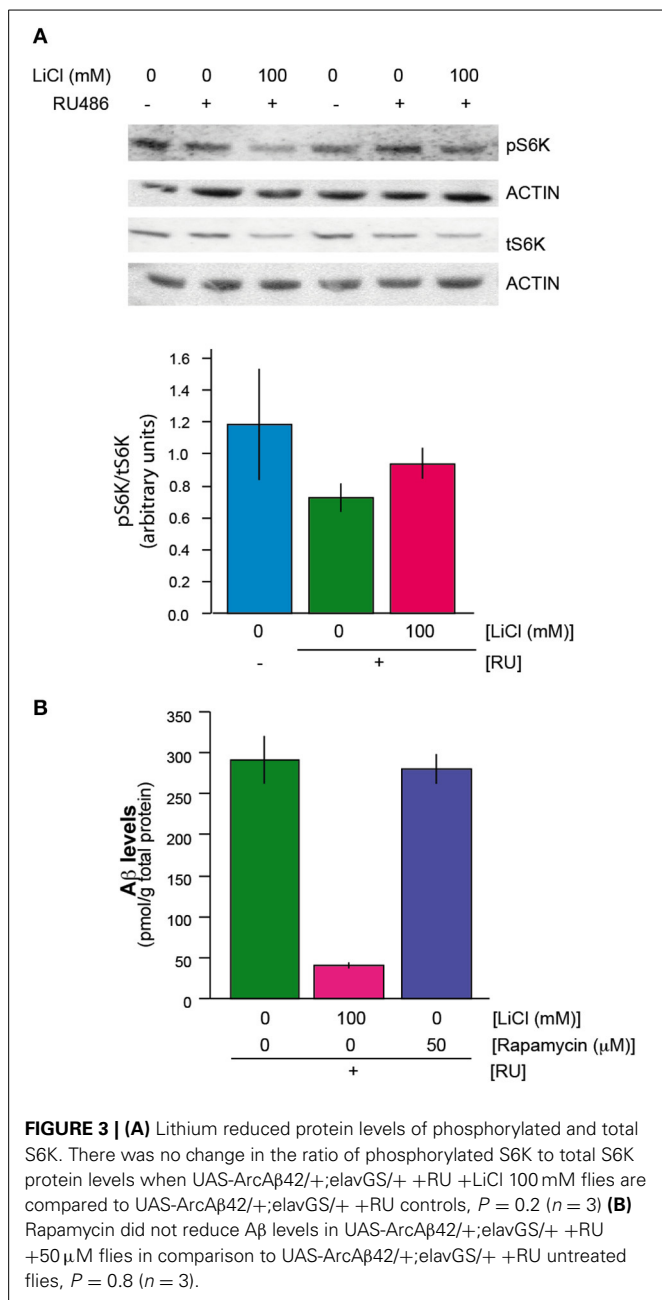 A
LiCl (mM) 0 0 100 0 0 100
RU486 - + + - + +
pS6K
ACTIN
tS6K
ACTIN
pS6K/tS6K
(arbitrary units)
1.6
1.4
1.2
1.0
0.8
0.6
0.4
0.2
0.0
0 0 100 [LiCl (mM)]
- + [RU]
B
Aβ levels
(pmol/g total protein)
350
300
250
200
150
100
50
0
0 100 0 [LiCl (mM)]
0 0 50 [Rapamycin (μM)]
+ [RU]
FIGURE 3 | (A) Lithium reduced protein levels of phosphorylated and total
S6K. There was no change in the ratio of phosphorylated S6K to total S6K
protein levels when UAS-ArcAβ42/+;elavGS/+ +RU +LiCl 100 mM flies are
compared to UAS-ArcAβ42/+;elavGS/+ +RU controls, P = 0.2 (n = 3) (B)
Rapamycin did not reduce Aβ levels in UAS-ArcAβ42/+;elavGS/+ +RU
+50 μM flies in comparison to UAS-ArcAβ42/+;elavGS/+ +RU untreated
flies, P = 0.8 (n = 3).